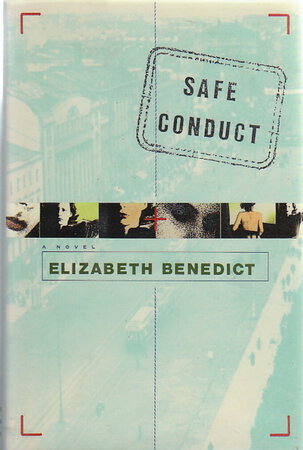 SAFE
CONDUCT
A NOVEL
ELIZABETH BENEDICT